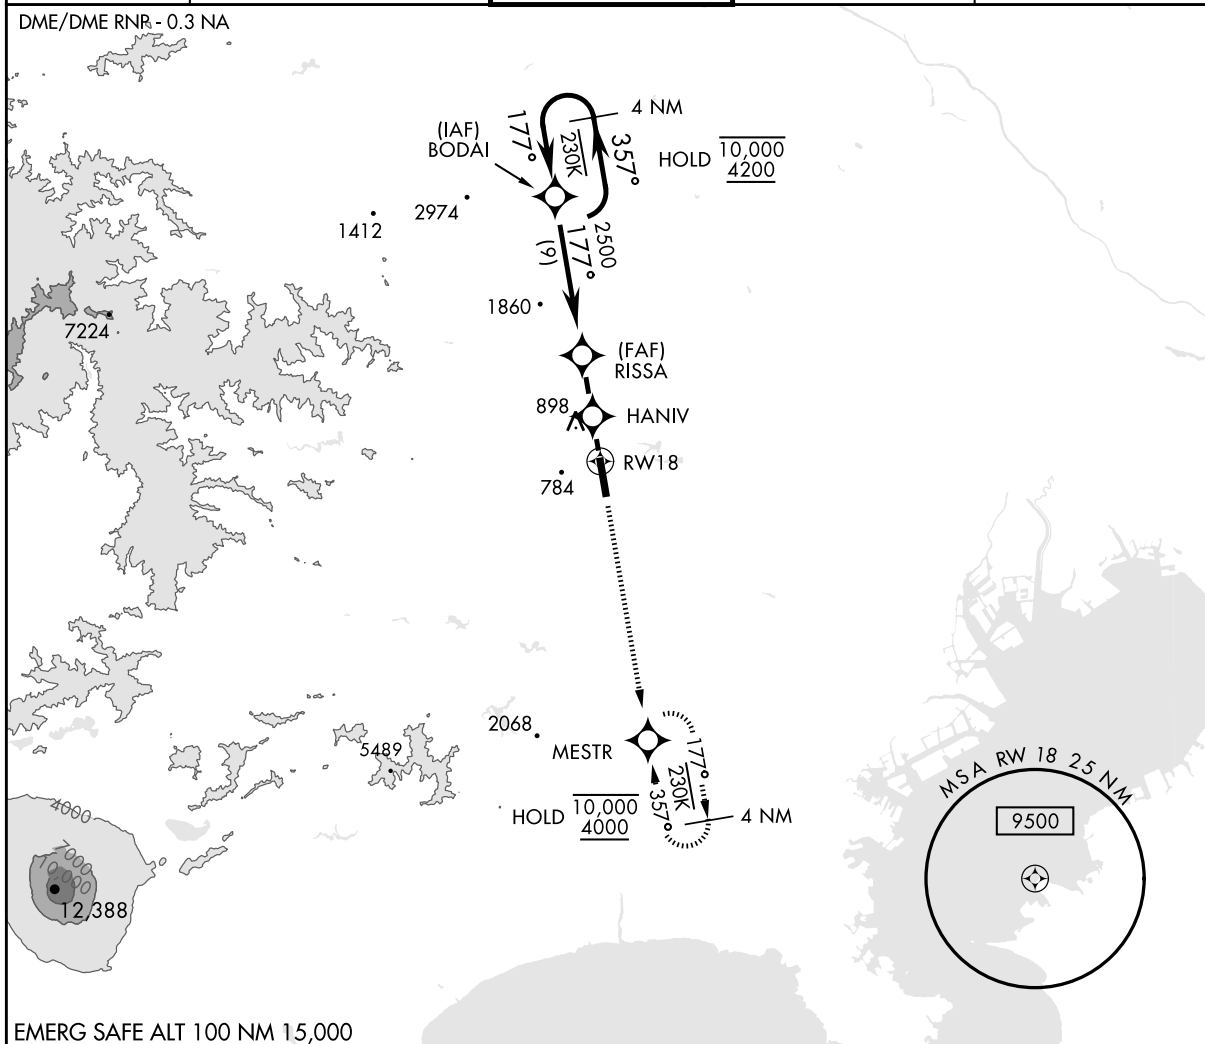 DME/DME RNP - 0.3 NA
4 NM
177°
230K
357°
(IAF)
BODAI
HOLD 10,000
4200
2974
1412
2500
177°
(9)
1860
7224
(FAF)
RISSA
898
HANIV
RW18
784
2068
MESTR
5489
177°
230K
357°
HOLD 10,000
4000
4 NM
MSA RW 18 25 NM
9500
4000
7000
10000
12,388
EMERG SAFE ALT 100 NM 15,000